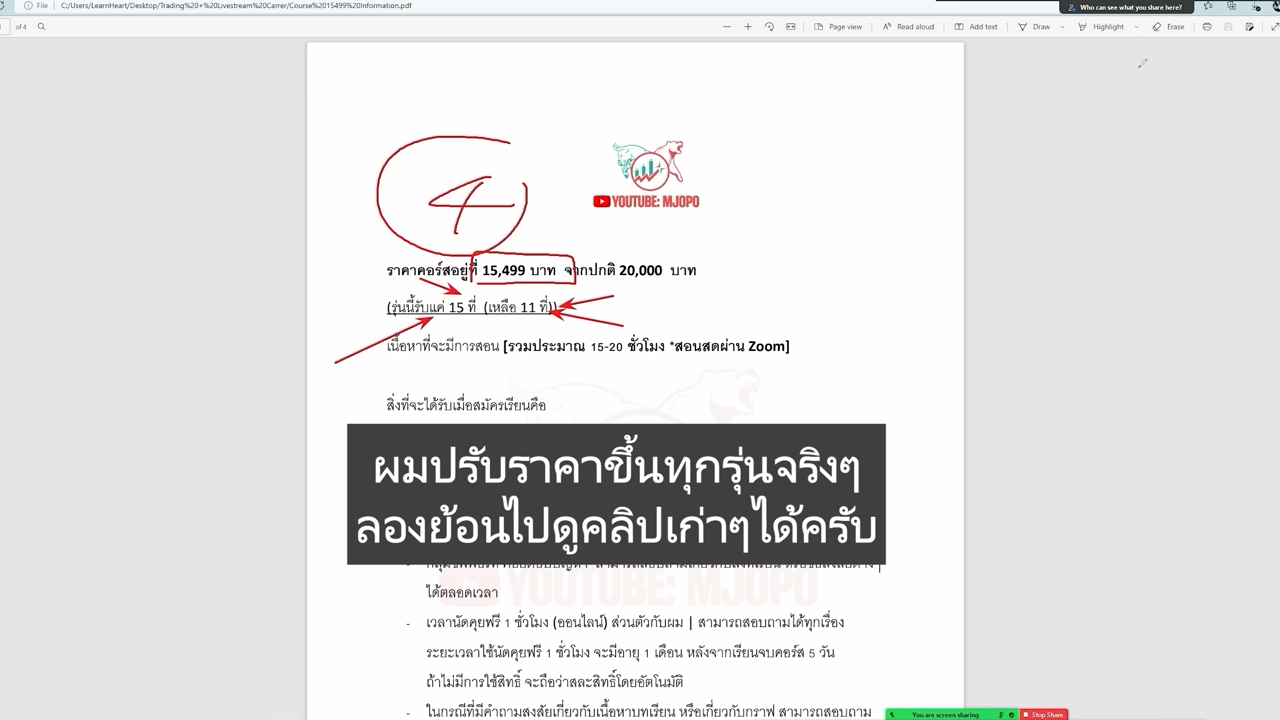 File | C:/Users/LearnHeart/Desktop/Trading%20+%20Livestream%20Carrer/Course%2015499%20Information.pdf
Who can see what you share here?
of 4
Page view | Read aloud | Add text | Draw | Highlight | Erase
4
YOUTUBE: MJOPO
ราคาคอร์สอยู่ที่ 15,499 บาท จากปกติ 20,000 บาท
(รุ่นนี้รับแค่ 15 ที่ (เหลือ 11 ที่))
เนื้อหาที่จะมีการสอน [รวมประมาณ 15-20 ชั่วโมง *สอนสดผ่าน Zoom]
สิ่งที่จะได้รับเมื่อสมัครเรียนคือ
ผมปรับราคาขึ้นทุกรุ่นจริงๆ
ลองย้อนไปดูคลิปเก่าๆได้ครับ
YOUTUBE: MJOPO
ได้ตลอดเวลา
- เวลานัดคุยฟรี 1 ชั่วโมง (ออนไลน์) ส่วนตัวกับผม | สามารถสอบถามได้ทุกเรื่อง
ระยะเวลาใช้นัดคุยฟรี 1 ชั่วโมง จะมีอายุ 1 เดือน หลังจากเรียนจบคอร์ส 5 วัน
ถ้าไม่มีการใช้สิทธิ์ จะถือว่าสละสิทธิ์โดยอัตโนมัติ
- ในกรณีที่มีคำถามสงสัยเกี่ยวกับเนื้อหาบทเรียน หรือเกี่ยวกับกราฟ สามารถสอบถาม
You are screen sharing
Stop Share